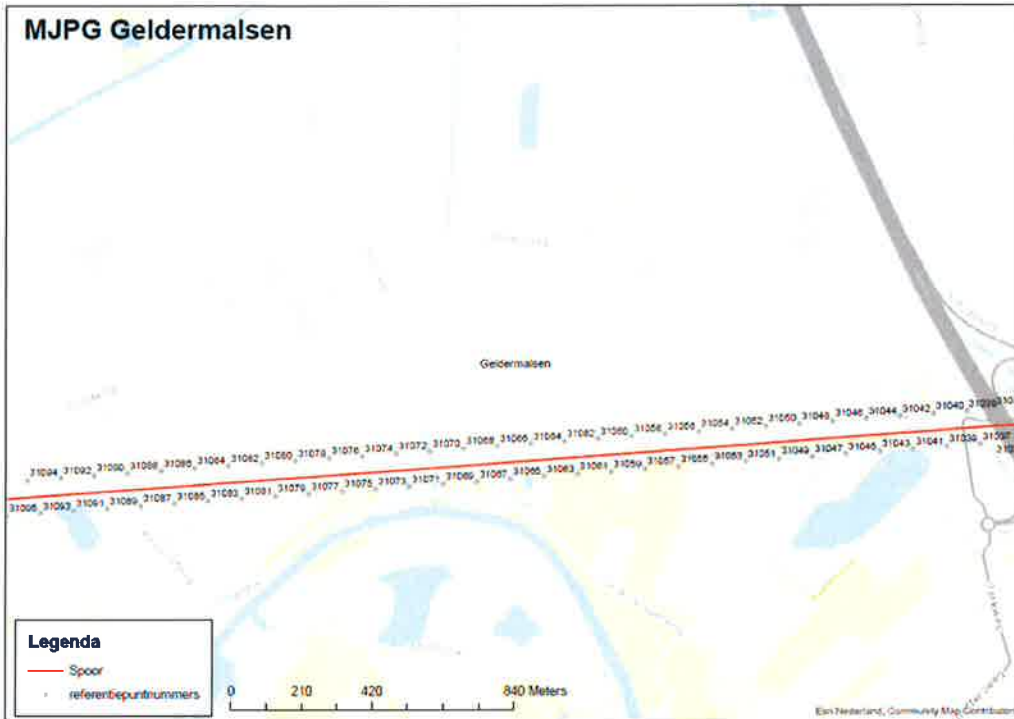 MJPG Geldermalsen
Geldermalsen
31094 31092 31090 31088 31086 31084 31082 31080 31078 31076 31074 31072 31070 31068 31066 31064 31062 31060 31058 31056 31054 31052 31050 31048 31046 31044 31042 31040 31038
31095 31093 31091 31089 31087 31085 31083 31081 31079 31077 31075 31073 31071 31069 31067 31065 31063 31061 31059 31057 31055 31053 31051 31049 31047 31045 31043 31041 31039 31037
Legenda
Spoor
referentiepuntnummers
0 210 420 840 Meters
Esri Nederland, Community Map Contributors